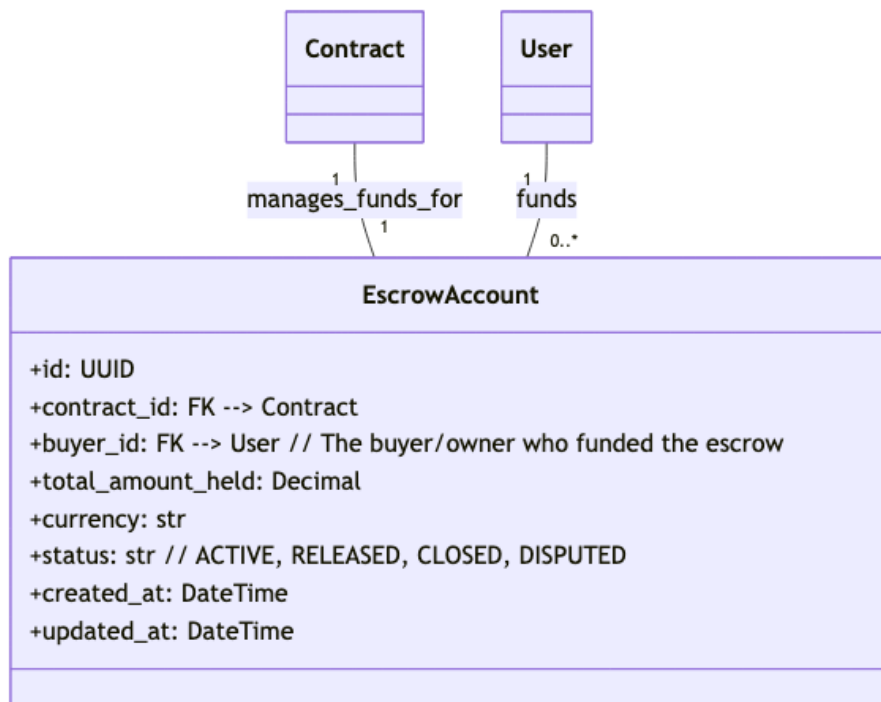 Contract
User
1
1
manages_funds_for
funds
1
0..*
EscrowAccount
+id: UUID
+contract_id: FK --> Contract
+buyer_id: FK --> User // The buyer/owner who funded the escrow
+total_amount_held: Decimal
+currency: str
+status: str // ACTIVE, RELEASED, CLOSED, DISPUTED
+created_at: DateTime
+updated_at: DateTime